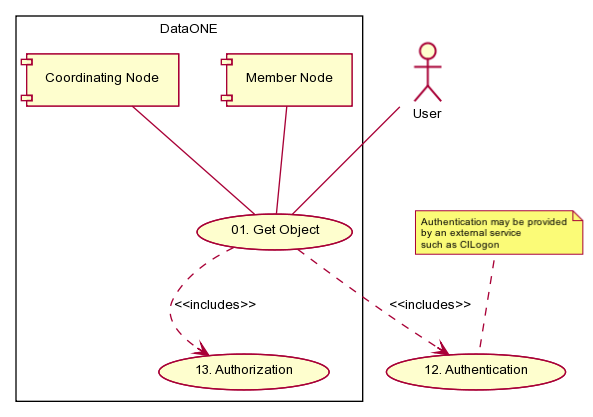 DataONE
Coordinating Node
Member Node
User
01. Get Object
Authentication may be provided
by an external service
such as CILogon
<<includes>>
<<includes>>
13. Authorization
12. Authentication